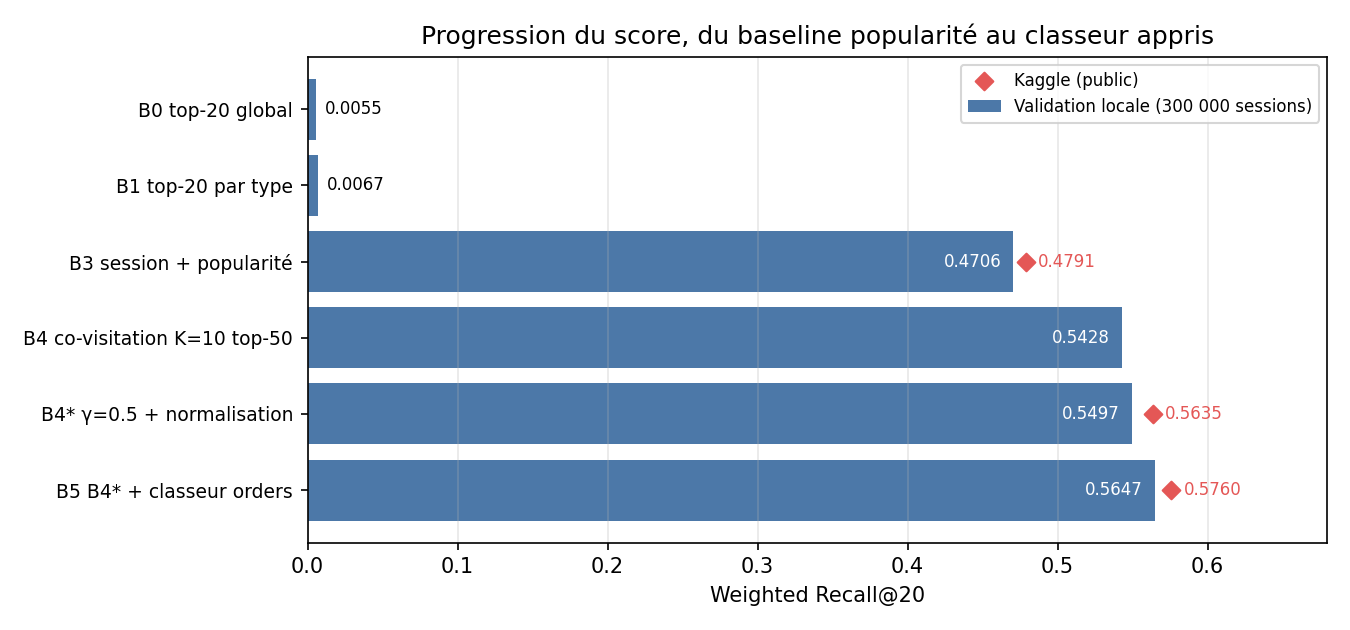 Progression du score, du baseline popularité au classeur appris
Kaggle (public)
Validation locale (300 000 sessions)
B0 top-20 global
0.0055
B1 top-20 par type
0.0067
B3 session + popularité
0.4706
0.4791
B4 co-visitation K=10 top-50
0.5428
B4* γ=0.5 + normalisation
0.5497
0.5635
B5 B4* + classeur orders
0.5647
0.5760
0.0 0.1 0.2 0.3 0.4 0.5 0.6
Weighted Recall@20